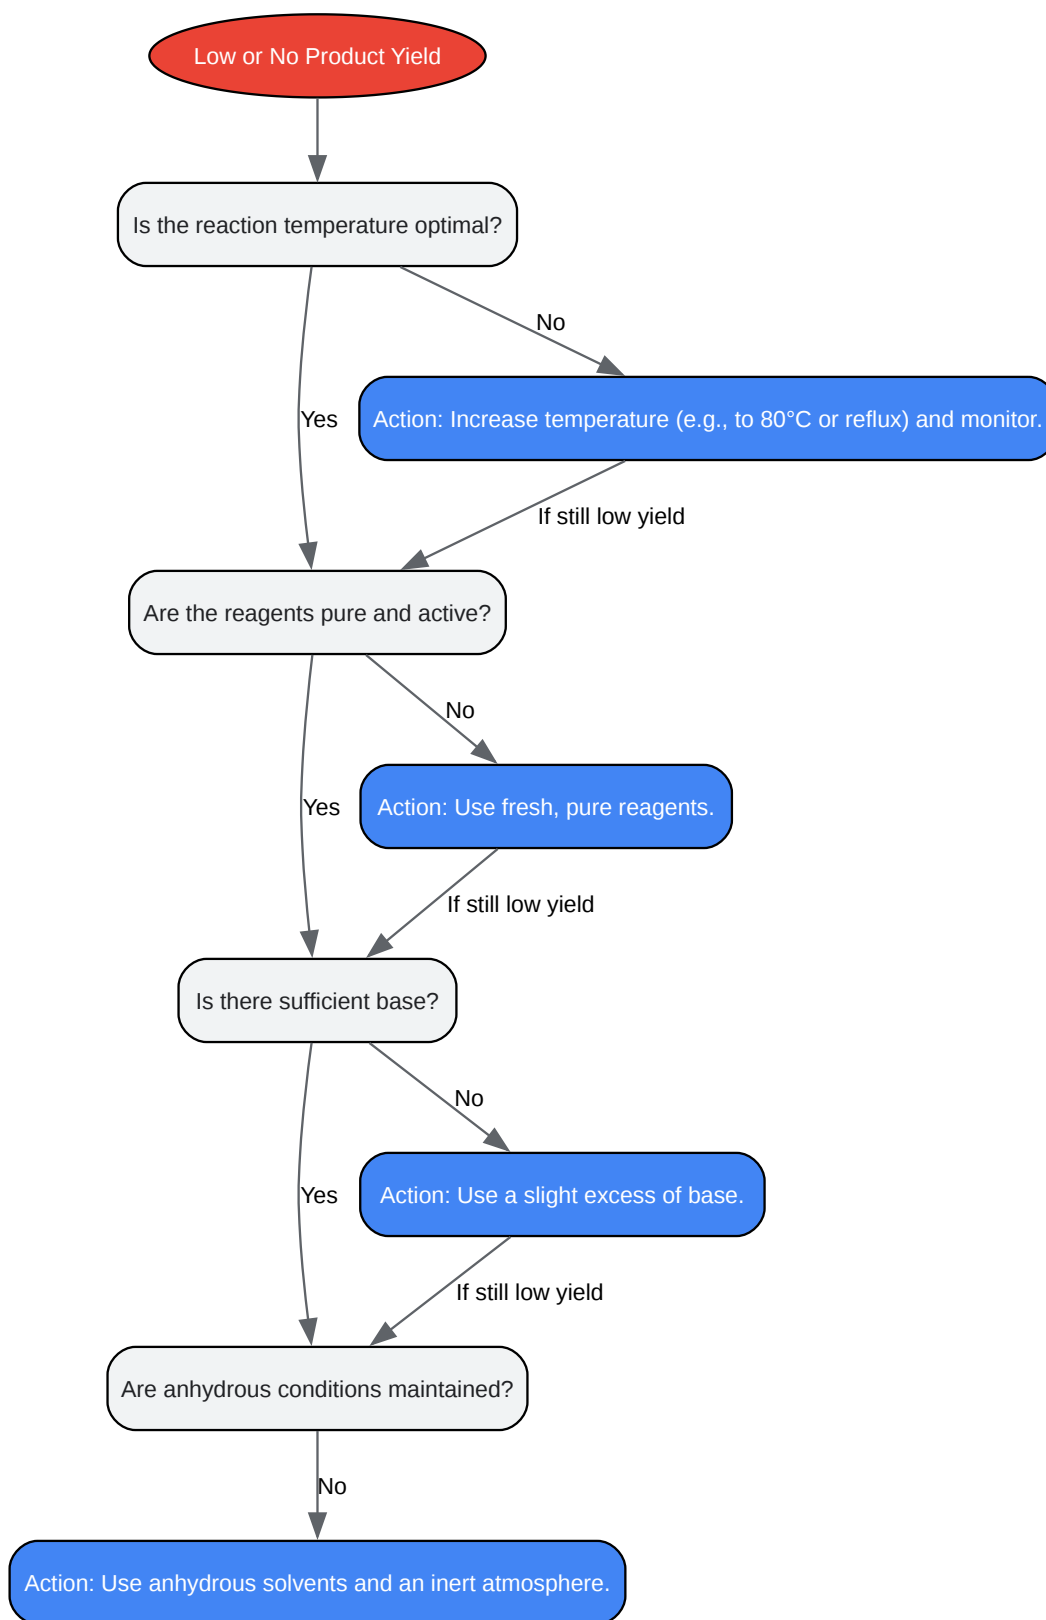 Low or No Product Yield
Is the reaction temperature optimal?
No
Action: Increase temperature (e.g., to 80°C or reflux) and monitor.
Yes
If still low yield
Are the reagents pure and active?
No
Action: Use fresh, pure reagents.
Yes
If still low yield
Is there sufficient base?
No
Action: Use a slight excess of base.
Yes
If still low yield
Are anhydrous conditions maintained?
No
Action: Use anhydrous solvents and an inert atmosphere.